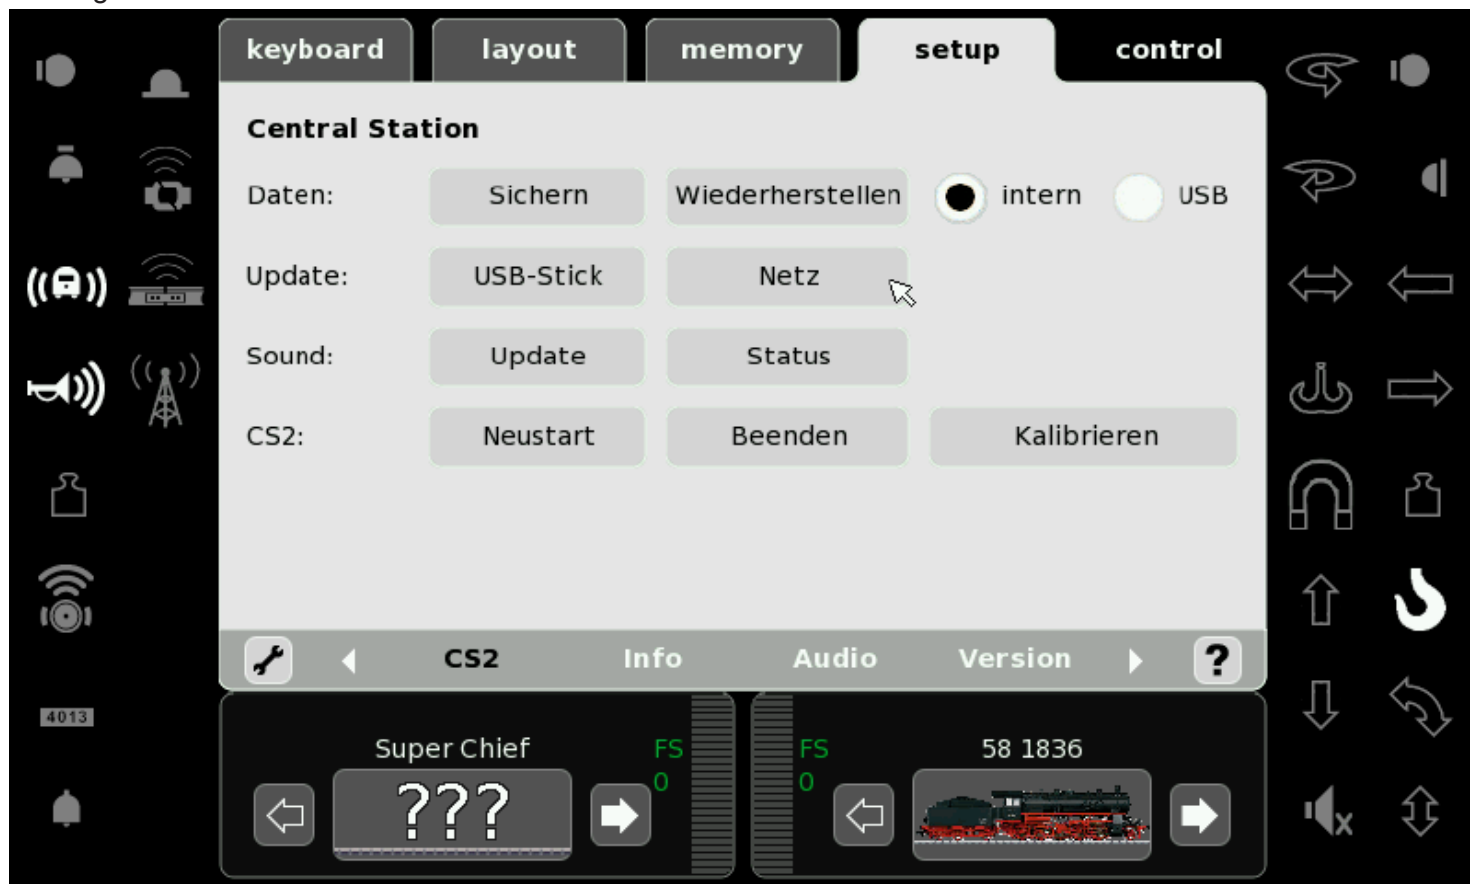 keyboard layout memory setup control
Central Station
Daten: Sichern Wiederherstellen intern USB
Update: USB-Stick Netz
Sound: Update Status
CS2: Neustart Beenden Kalibrieren
CS2 Info Audio Version ?
4013
Super Chief FS FS 58 1836
0 0
???